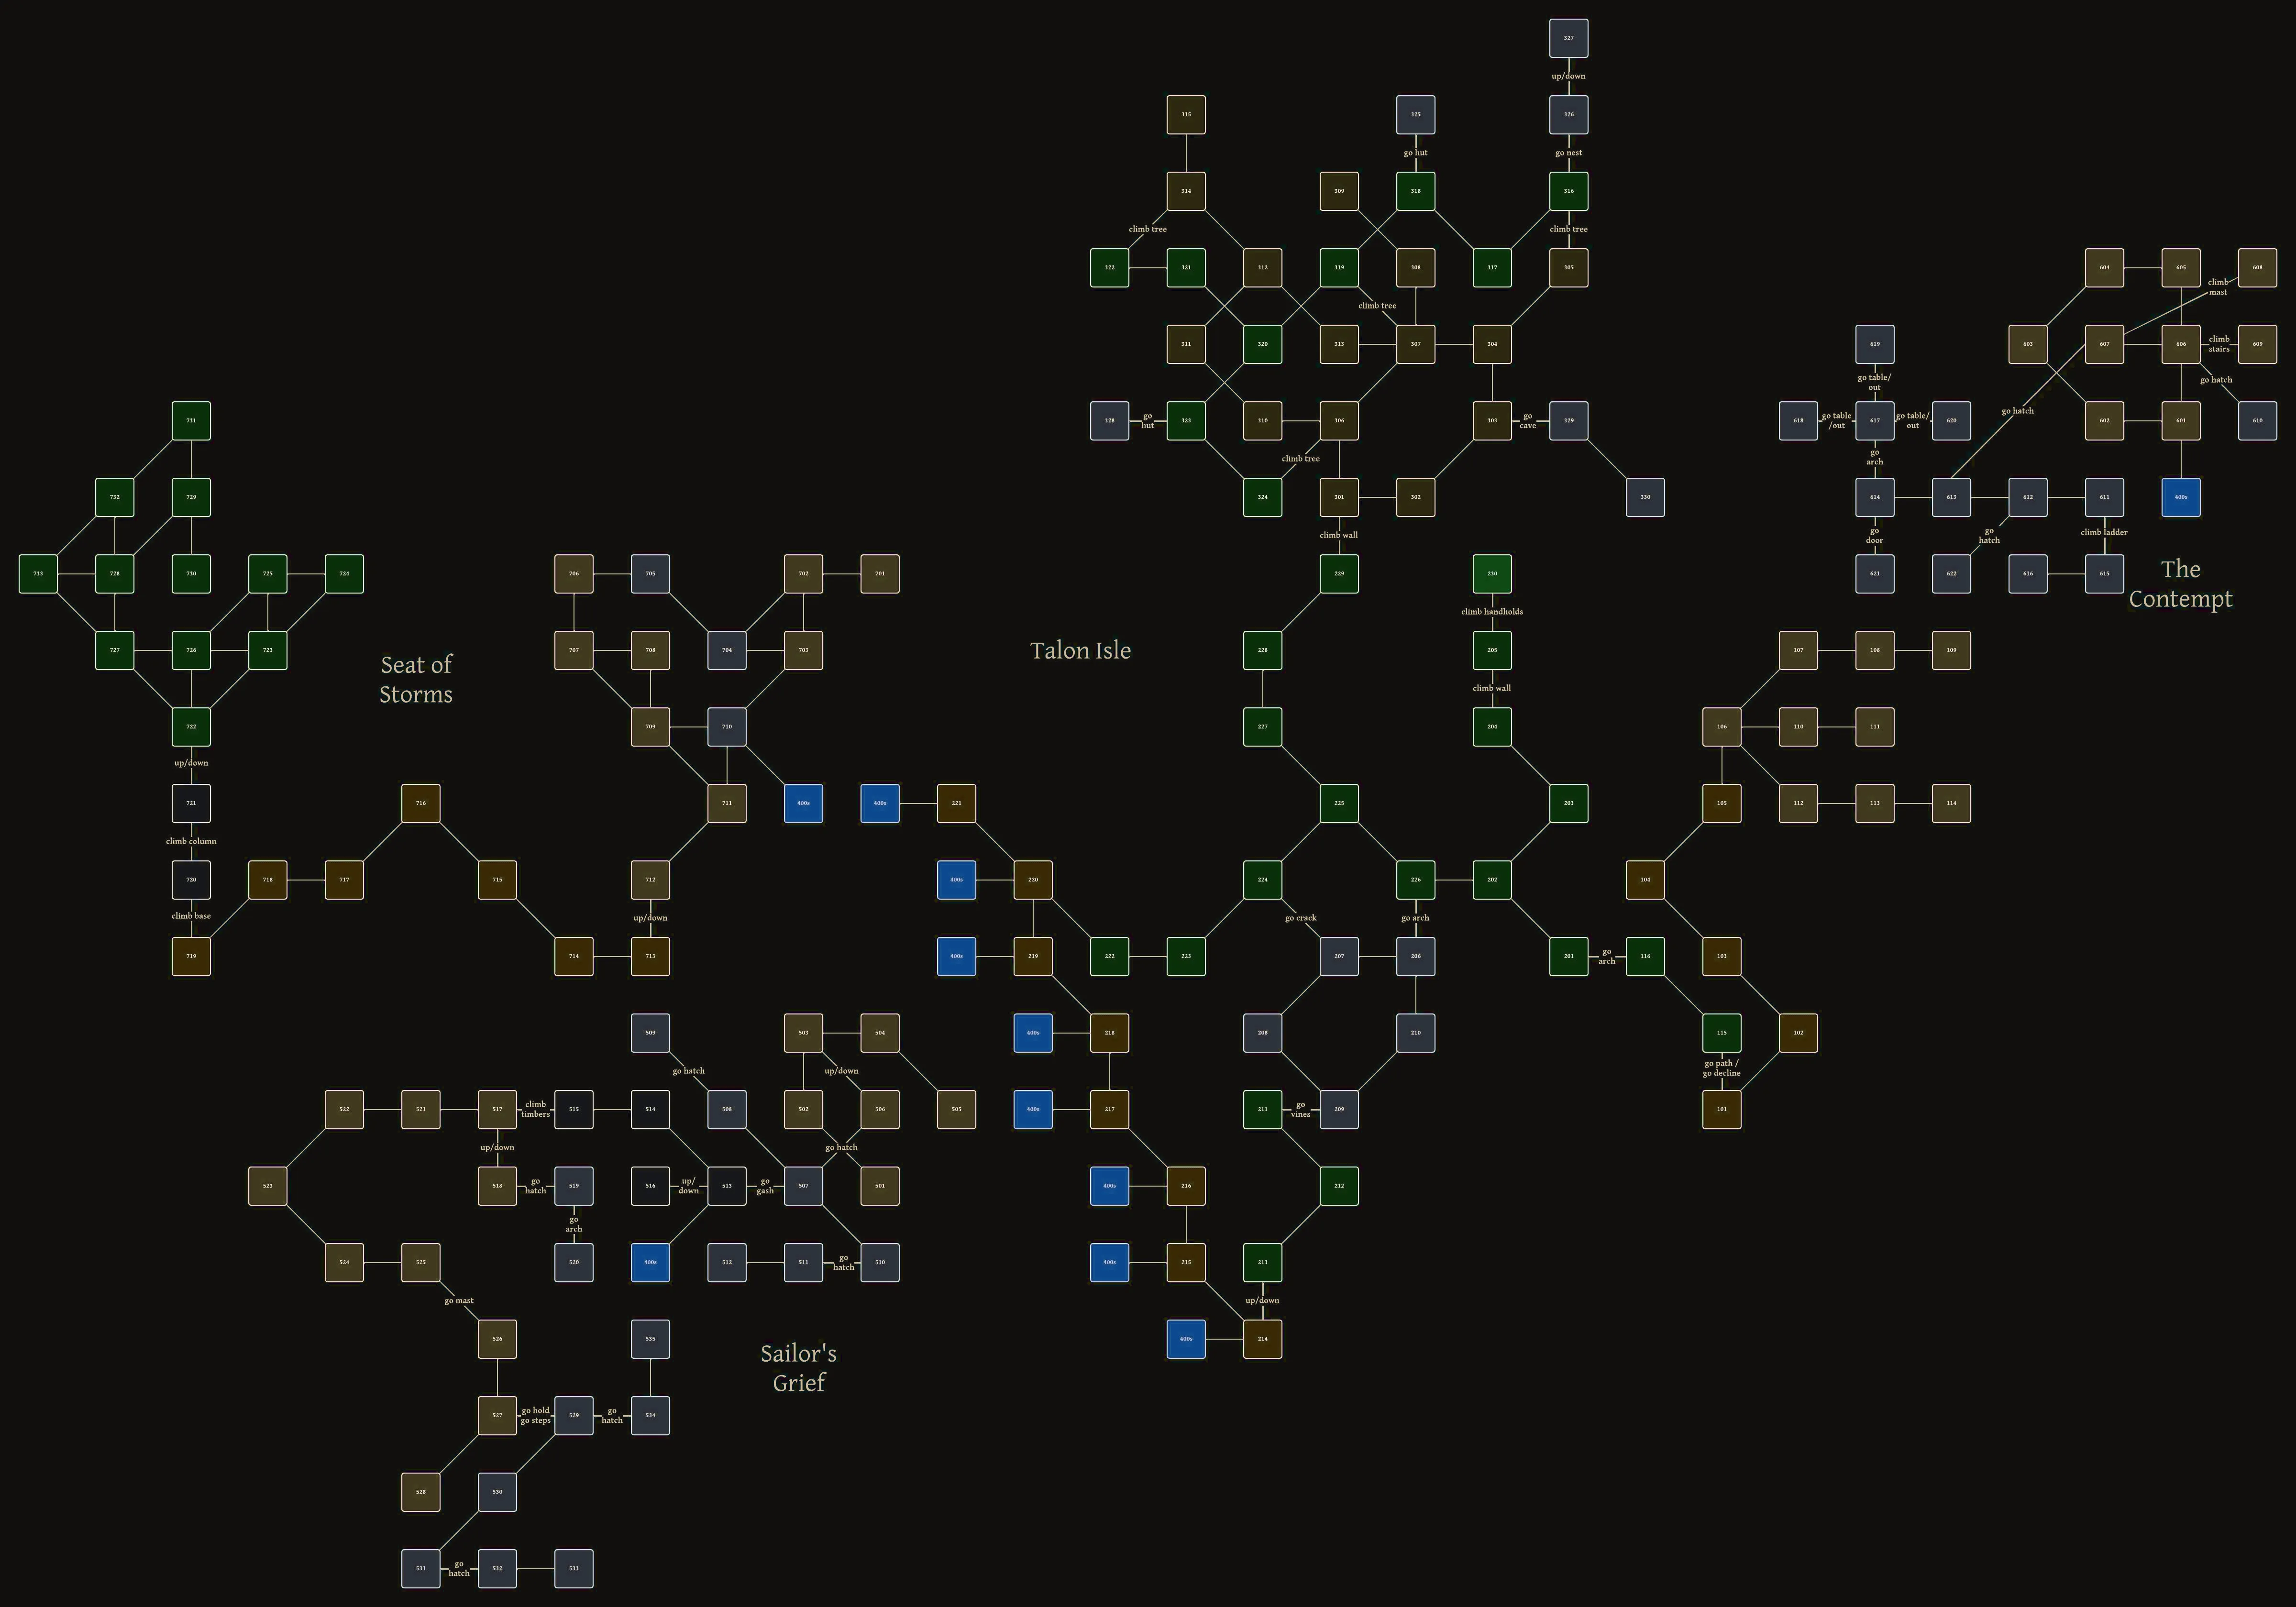 327
up/down
315
325
326
go hut
go nest
314
309
318
316
climb tree
climb tree
322
321
312
319
308
317
305
604
605
608
climb
mast
climb tree
311
320
313
307
304
619
603
607
606
climb
stairs
609
go table/
out
go hatch
731
328
go
hut
323
310
306
303
go
cave
329
618
go table
/out
617
go table/
out
620
go hatch
602
601
610
climb tree
go
arch
732
729
324
301
302
330
614
613
612
611
400s
climb wall
go
door
go
hatch
climb ladder
733
728
730
725
724
706
705
702
701
229
230
621
622
616
615
The
Contempt
climb handholds
727
726
723
Seat of
Storms
707
708
704
703
Talon Isle
228
205
107
108
109
climb wall
722
709
710
227
204
106
110
111
up/down
721
716
711
400s
400s
221
225
203
105
112
113
114
climb column
720
718
717
715
712
400s
220
224
226
202
104
climb base
up/down
go crack
go arch
719
714
713
400s
219
222
223
207
206
201
go
arch
116
103
509
503
504
400s
218
208
210
115
102
go hatch
up/down
go path /
go decline
522
521
517
climb
timbers
515
514
508
502
506
505
400s
217
211
go
vines
209
101
up/down
go hatch
523
518
go
hatch
519
516
up/
down
513
go
gash
507
501
400s
216
212
go
arch
524
525
520
400s
512
511
go
hatch
510
400s
215
213
go mast
up/down
526
535
Sailor's
Grief
600s
214
527
go hold
go steps
529
go
hatch
534
528
530
531
go
hatch
532
533